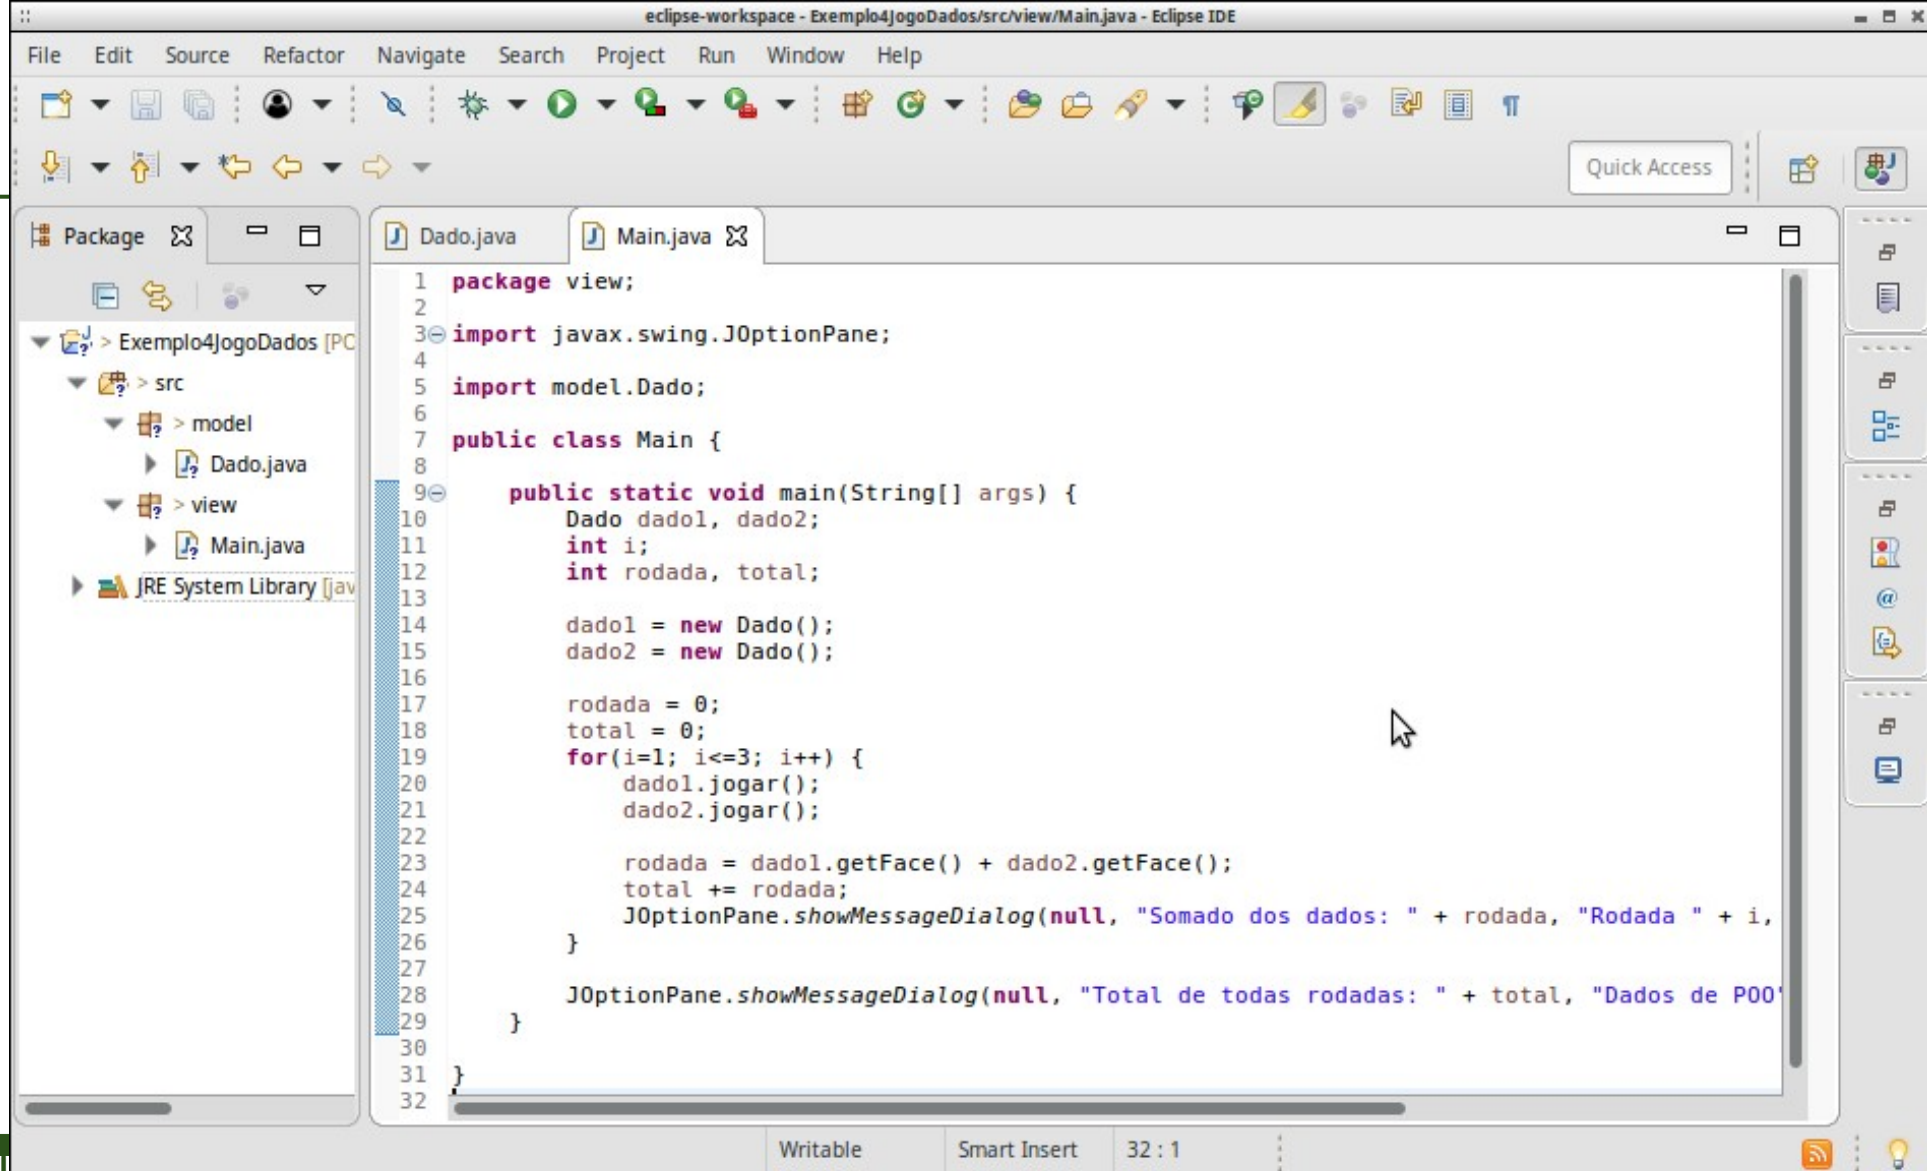 eclipse-workspace - Exemplo4JogoDados/src/view/Main.java - Eclipse IDE
File Edit Source Refactor Navigate Search Project Run Window Help
Quick Access
Package
> Exemplo4JogoDados [PO
> src
> model
Dado.java
> view
Main.java
JRE System Library [jav
Dado.java Main.java
1 package view;
2
3 import javax.swing.JOptionPane;
4
5 import model.Dado;
6
7 public class Main {
8
9 public static void main(String[] args) {
10 Dado dado1, dado2;
11 int i;
12 int rodada, total;
13
14 dado1 = new Dado();
15 dado2 = new Dado();
16
17 rodada = 0;
18 total = 0;
19 for(i=1; i<=3; i++) {
20 dado1.jogar();
21 dado2.jogar();
22
23 rodada = dado1.getFace() + dado2.getFace();
24 total += rodada;
25 JOptionPane.showMessageDialog(null, "Somado dos dados: " + rodada, "Rodada " + i,
26 }
27
28 JOptionPane.showMessageDialog(null, "Total de todas rodadas: " + total, "Dados de POO"
29 }
30
31 }
32
Writable Smart Insert 32 : 1